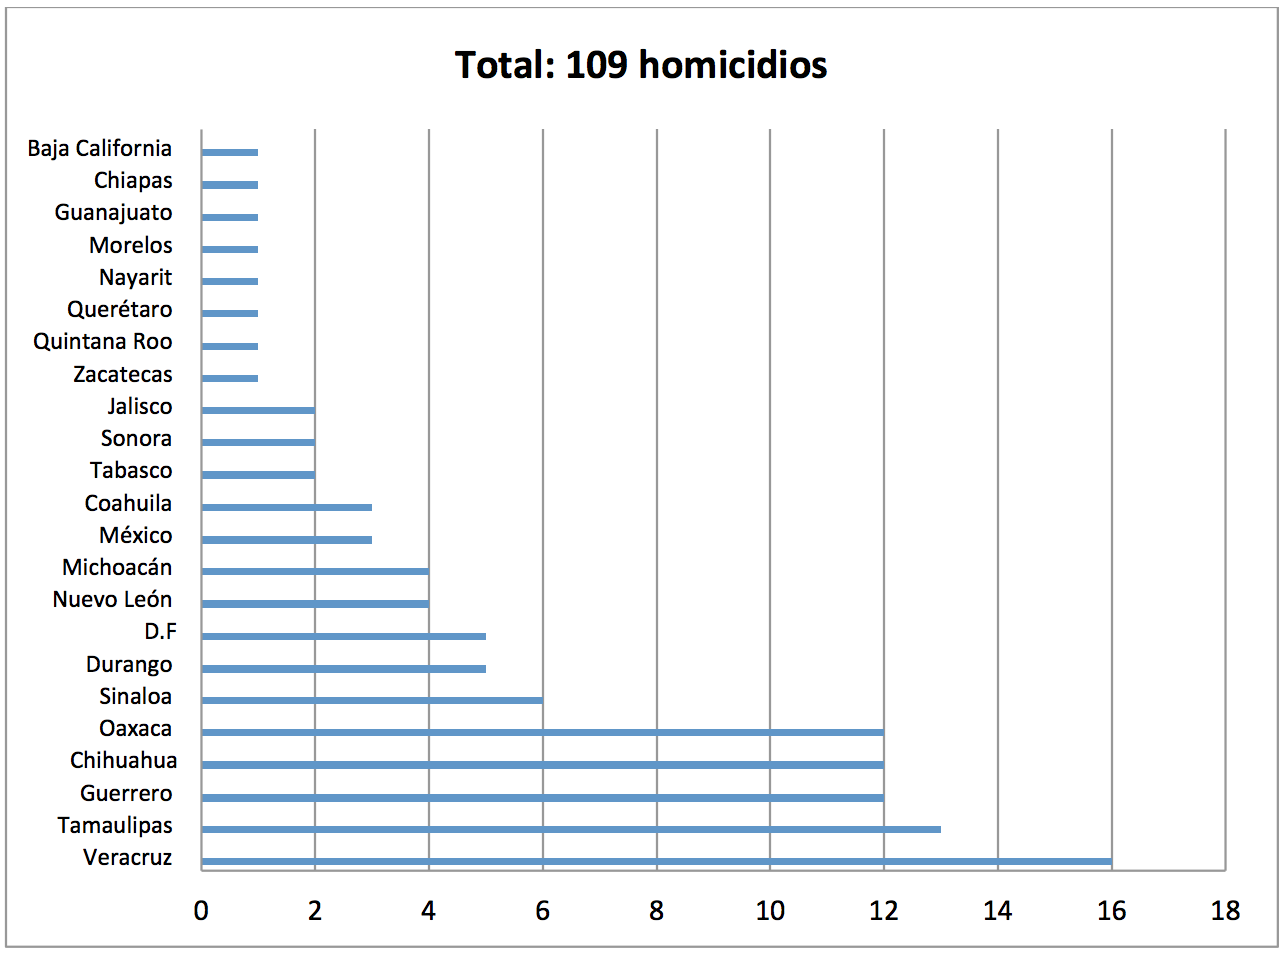 Total: 109 homicidios
Baja California
Chiapas
Guanajuato
Morelos
Nayarit
Querétaro
Quintana Roo
Zacatecas
Jalisco
Sonora
Tabasco
Coahuila
México
Michoacán
Nuevo León
D.F
Durango
Sinaloa
Oaxaca
Chihuahua
Guerrero
Tamaulipas
Veracruz
0 2 4 6 8 10 12 14 16 18